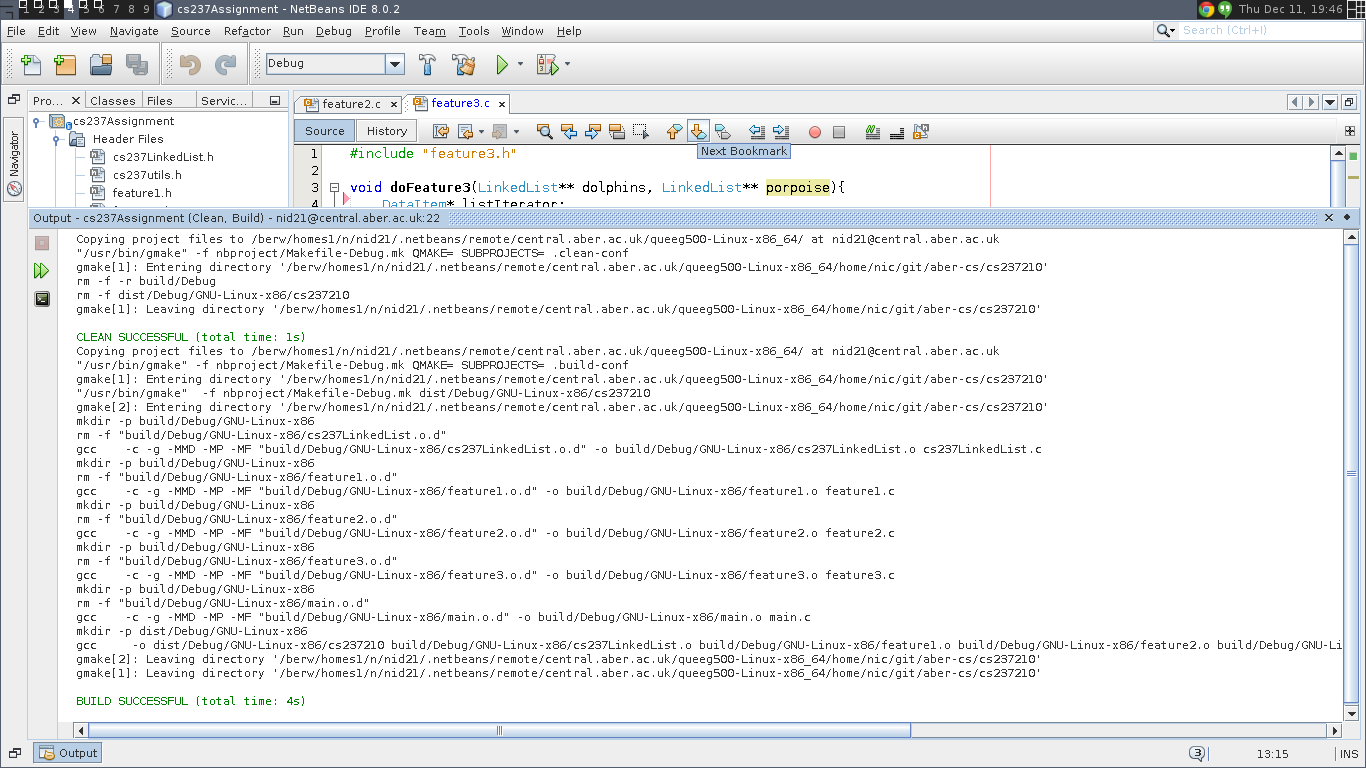 1 2 3 4 5 6 7 8 9 cs237Assignment - NetBeans IDE 8.0.2 Thu Dec 11, 19:46
File Edit View Navigate Source Refactor Run Debug Profile Team Tools Window Help Search (Ctrl+I)
Debug
Pro... Classes Files Servic... feature2.c feature3.c
Navigator
cs237Assignment
Header Files
cs237LinkedList.h
cs237utils.h
feature1.h
Source History
Next Bookmark
1 #include "feature3.h"
2
3 void doFeature3(LinkedList** dolphins, LinkedList** porpoise){
4 DataItem* listIterator;
Output - cs237Assignment (Clean, Build) - nid21@central.aber.ac.uk:22
Copying project files to /berw/homes1/n/nid21/.netbeans/remote/central.aber.ac.uk/queeg500-Linux-x86_64/ at nid21@central.aber.ac.uk
"/usr/bin/gmake" -f nbproject/Makefile-Debug.mk QMAKE= SUBPROJECTS= .clean-conf
gmake[1]: Entering directory '/berw/homes1/n/nid21/.netbeans/remote/central.aber.ac.uk/queeg500-Linux-x86_64/home/nic/git/aber-cs/cs237210'
rm -f -r build/Debug
rm -f dist/Debug/GNU-Linux-x86/cs237210
gmake[1]: Leaving directory '/berw/homes1/n/nid21/.netbeans/remote/central.aber.ac.uk/queeg500-Linux-x86_64/home/nic/git/aber-cs/cs237210'
CLEAN SUCCESSFUL (total time: 1s)
Copying project files to /berw/homes1/n/nid21/.netbeans/remote/central.aber.ac.uk/queeg500-Linux-x86_64/ at nid21@central.aber.ac.uk
"/usr/bin/gmake" -f nbproject/Makefile-Debug.mk QMAKE= SUBPROJECTS= .build-conf
gmake[1]: Entering directory '/berw/homes1/n/nid21/.netbeans/remote/central.aber.ac.uk/queeg500-Linux-x86_64/home/nic/git/aber-cs/cs237210'
"/usr/bin/gmake"  -f nbproject/Makefile-Debug.mk dist/Debug/GNU-Linux-x86/cs237210
gmake[2]: Entering directory '/berw/homes1/n/nid21/.netbeans/remote/central.aber.ac.uk/queeg500-Linux-x86_64/home/nic/git/aber-cs/cs237210'
mkdir -p build/Debug/GNU-Linux-x86
rm -f "build/Debug/GNU-Linux-x86/cs237LinkedList.o.d"
gcc    -c -g -MMD -MP -MF "build/Debug/GNU-Linux-x86/cs237LinkedList.o.d" -o build/Debug/GNU-Linux-x86/cs237LinkedList.o cs237LinkedList.c
mkdir -p build/Debug/GNU-Linux-x86
rm -f "build/Debug/GNU-Linux-x86/feature1.o.d"
gcc    -c -g -MMD -MP -MF "build/Debug/GNU-Linux-x86/feature1.o.d" -o build/Debug/GNU-Linux-x86/feature1.o feature1.c
mkdir -p build/Debug/GNU-Linux-x86
rm -f "build/Debug/GNU-Linux-x86/feature2.o.d"
gcc    -c -g -MMD -MP -MF "build/Debug/GNU-Linux-x86/feature2.o.d" -o build/Debug/GNU-Linux-x86/feature2.o feature2.c
mkdir -p build/Debug/GNU-Linux-x86
rm -f "build/Debug/GNU-Linux-x86/feature3.o.d"
gcc    -c -g -MMD -MP -MF "build/Debug/GNU-Linux-x86/feature3.o.d" -o build/Debug/GNU-Linux-x86/feature3.o feature3.c
mkdir -p build/Debug/GNU-Linux-x86
rm -f "build/Debug/GNU-Linux-x86/main.o.d"
gcc    -c -g -MMD -MP -MF "build/Debug/GNU-Linux-x86/main.o.d" -o build/Debug/GNU-Linux-x86/main.o main.c
mkdir -p dist/Debug/GNU-Linux-x86
gcc     -o dist/Debug/GNU-Linux-x86/cs237210 build/Debug/GNU-Linux-x86/cs237LinkedList.o build/Debug/GNU-Linux-x86/feature1.o build/Debug/GNU-Linux-x86/feature2.o build/Debug/GNU-Li
gmake[2]: Leaving directory '/berw/homes1/n/nid21/.netbeans/remote/central.aber.ac.uk/queeg500-Linux-x86_64/home/nic/git/aber-cs/cs237210'
gmake[1]: Leaving directory '/berw/homes1/n/nid21/.netbeans/remote/central.aber.ac.uk/queeg500-Linux-x86_64/home/nic/git/aber-cs/cs237210'
BUILD SUCCESSFUL (total time: 4s)
Output 3 13:15 INS